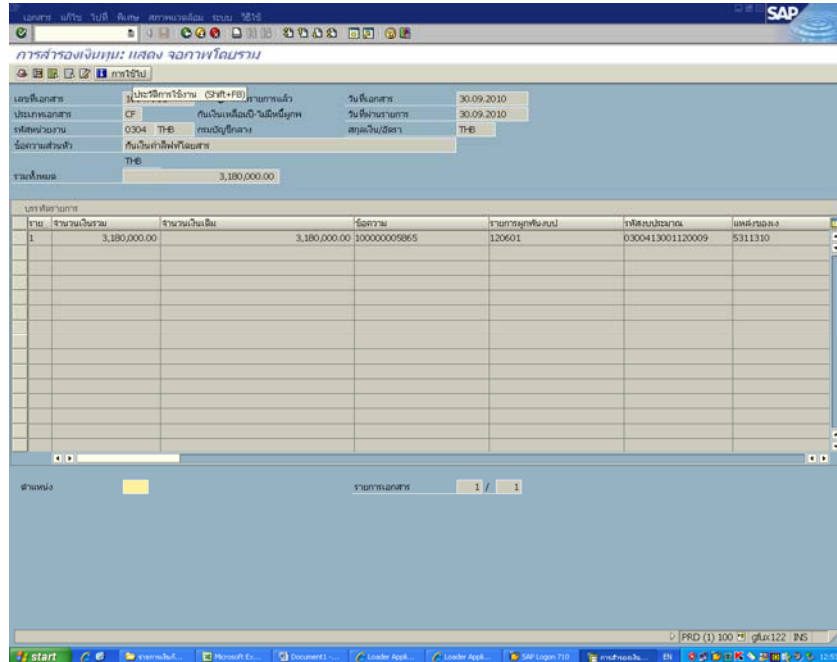 เอกสาร แก้ไข ไปที่ พิเศษ สภาพแวดล้อม ระบบ วิธีใช้
SAP
การสำรองเงินทุน: แสดง จอภาพโดยรวม
การใช้ไป
ประวัติการใช้งาน (Shift+F8)
เลขที่เอกสาร
วันที่เอกสาร 30.09.2010
ประเภทเอกสาร CF กันเงินเหลื่อมปี-ไม่มีหนี้ผูกพ วันที่ผ่านรายการ 30.09.2010
รหัสหน่วยงาน 0304 THB กรมบัญชีกลาง สกุลเงิน/อัตรา THB
ข้อความส่วนหัว กันเงินค่าลิฟท์โดยสาร
THB
รวมทั้งหมด 3,180,000.00
บรรทัดรายการ
ราย จำนวนเงินรวม จำนวนเงินเดิม ข้อความ รายการผูกพันงบป รหัสงบประมาณ แหล่งของเง
1 3,180,000.00 3,180,000.00 100000005865 120601 0300413001120009 5311310
ตำแหน่ง รายการเอกสาร 1 / 1
PRD (1) 100 gfux122 INS
start Microsoft Ex... Document1 -... Loader Appli... Loader Appli... SAP Logon 710 การสำรองเงิน... EN